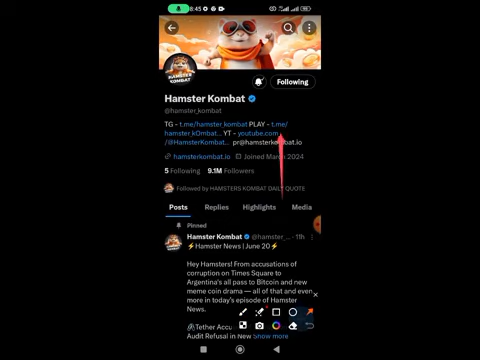 8:45
Following
Hamster Kombat
@hamster_kombat
TG - t.me/hamster_kombat PLAY - t.me/
hamster_kOmbat... YT - youtube.com
/@HamsterKombat... pr@hamsterkombat.io
hamsterkombat.io Joined March 2024
5 Following 9.1M Followers
Followed by HAMSTERS KOMBAT DAILY QUOTE
Posts Replies Highlights Media
Pinned
Hamster Kombat @hamster_... · 11h
⚡Hamster News | June 20⚡
Hey Hamsters! From accusations of
corruption on Times Square to
Argentina's all pass to Bitcoin and new
meme coin drama — all of that and even
more in today's episode of Hamster
News.
Tether Accu
Audit Refusal in New Show more